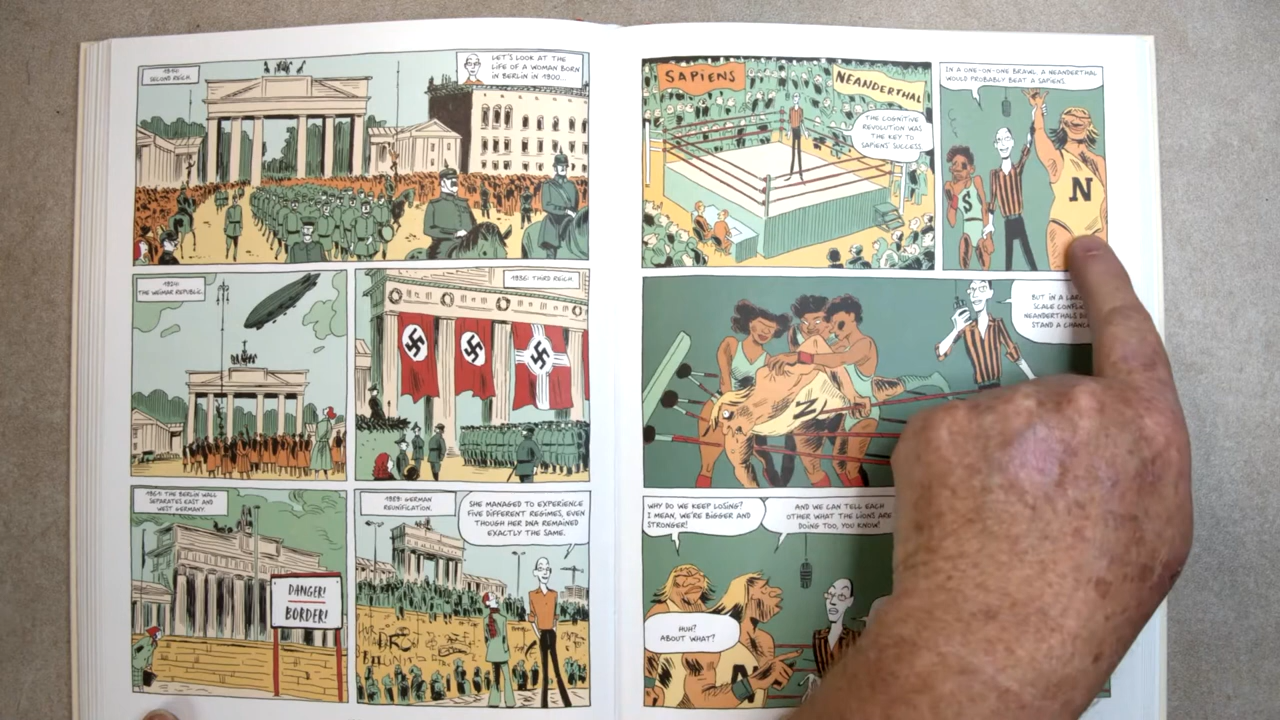 SECOND REICH.
LET'S LOOK AT THE
LIFE OF A WOMAN BORN
IN BERLIN IN 1900...
1924:
THE WEIMAR REPUBLIC.
1936: THIRD REICH.
1961: THE BERLIN WALL
SEPARATES EAST AND
WEST GERMANY.
DANGER!
BORDER!
1989: GERMAN
REUNIFICATION.
SHE MANAGED TO EXPERIENCE
FIVE DIFFERENT REGIMES, EVEN
THOUGH HER DNA REMAINED
EXACTLY THE SAME.
SAPIENS
NEANDERTHAL
THE COGNITIVE
REVOLUTION WAS
THE KEY TO
SAPIENS' SUCCESS.
IN A ONE-ON-ONE BRAWL, A NEANDERTHAL
WOULD PROBABLY BEAT A SAPIENS.
S
N
BUT IN A
SCALE
NEANDERTHALS
STAND A
N
WHY DO WE KEEP LOSING?
I MEAN, WE'RE BIGGER AND
STRONGER!
AND WE CAN TELL EACH
OTHER WHAT THE LIONS ARE
DOING TOO, YOU KNOW!
HUH?
ABOUT WHAT?
N